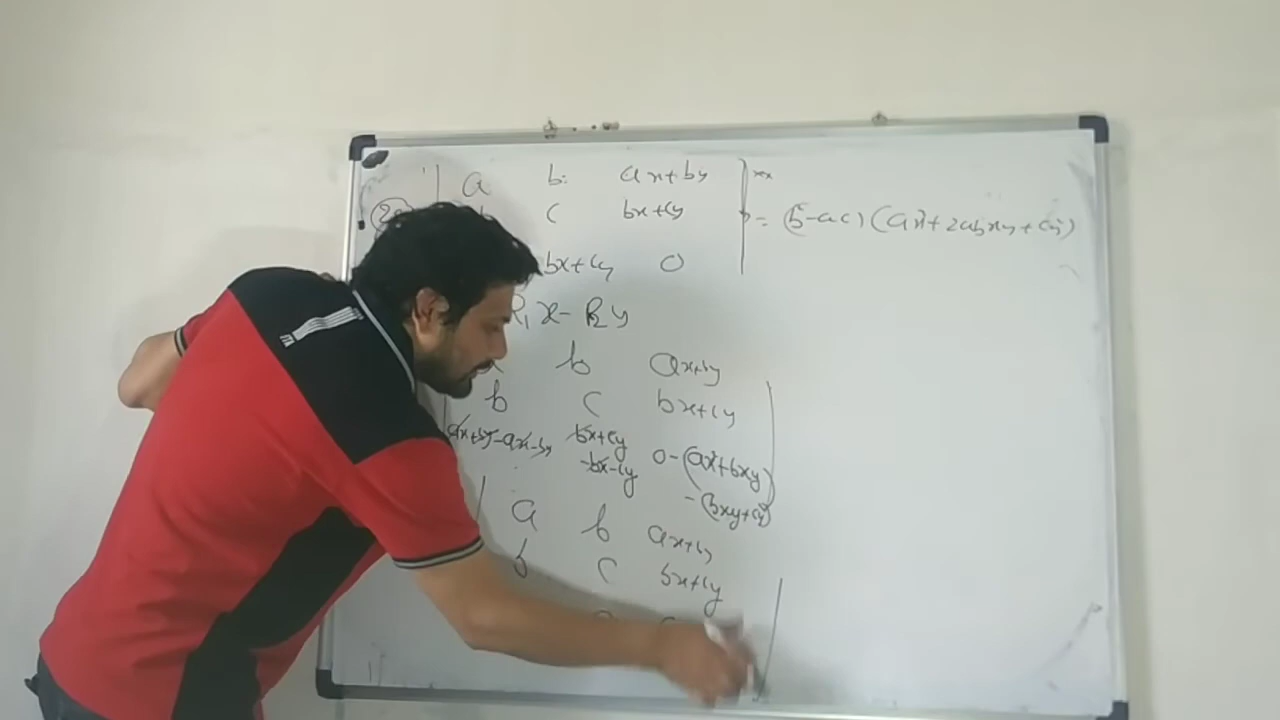 a b ax+by
b c bx+cy = (b²-ac) (ax²+2abxy+cy²)
bx+cy 0
R₁x - R₂y
b ax+by
b c bx+cy
ax+by-ax-by bx+cy 0-(ax²+bxy)
-bx-cy -(bxy+cy²)
a b ax+by
b c bx+cy